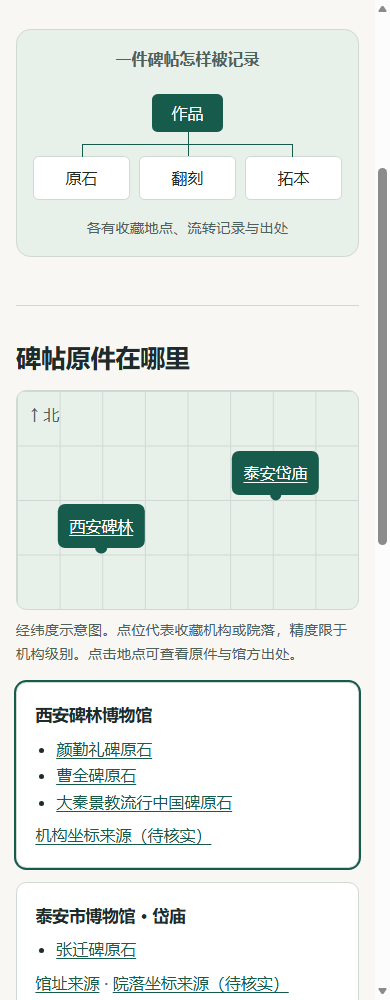 一件碑帖怎样被记录
作品
原石 翻刻 拓本
各有收藏地点、流转记录与出处
碑帖原件在哪里
↑北
泰安岱庙
西安碑林
经纬度示意图。点位代表收藏机构或院落，精度限于
机构级别。点击地点可查看原件与馆方出处。
西安碑林博物馆
• 颜勤礼碑原石
• 曹全碑原石
• 大秦景教流行中国碑原石
机构坐标来源（待核实）
泰安市博物馆・岱庙
• 张迁碑原石
馆址来源 · 院落坐标来源（待核实）